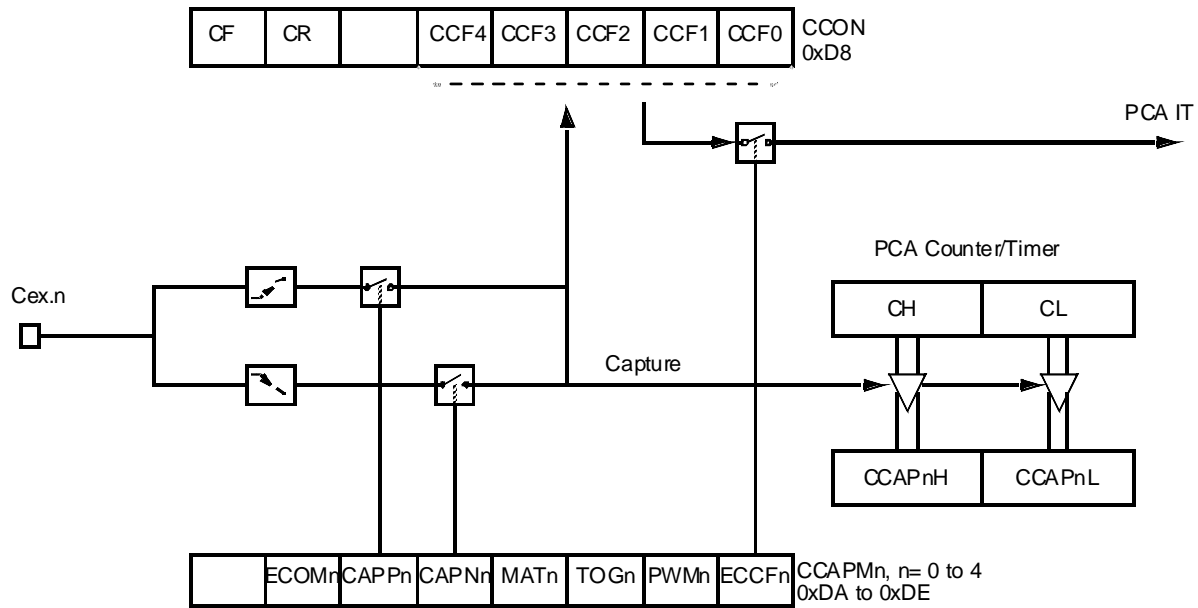 CF CR CCF4 CCF3 CCF2 CCF1 CCF0 CCON
0xD8
PCA IT
PCA Counter/Timer
Cex.n
CH CL
Capture
CCAPnH CCAPnL
ECOMn CAPPn CAPNn MATn TOGn PWMn ECCFn CCAPMn, n= 0 to 4
0xDA to 0xDE